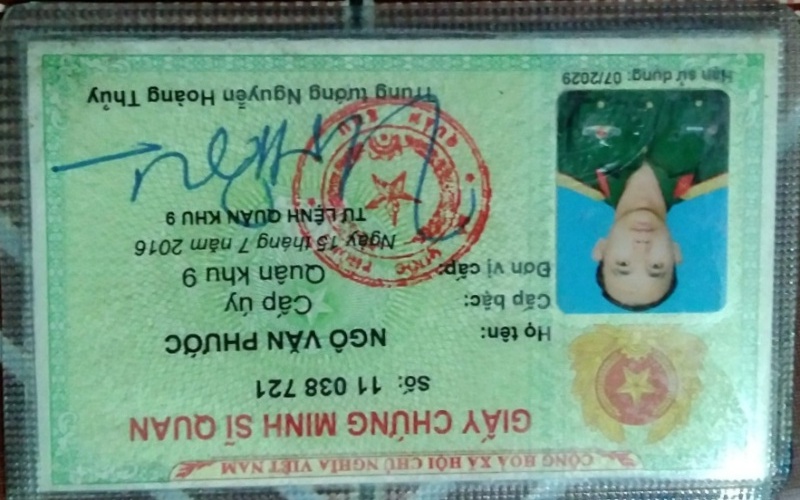 CỘNG HOÀ XÃ HỘI CHỦ NGHĨA VIỆT NAM
GIẤY CHỨNG MINH SĨ QUAN
Số: 11 038 721
Họ tên: NGÔ VĂN PHƯỚC
Cấp bậc: Cấp úy
Đơn vị cấp: Quân khu 9
Ngày 15 tháng 7 năm 2016
TƯ LỆNH QUÂN KHU 9
Trung tướng Nguyễn Hoàng Thủy
Hạn sử dụng: 07/2029